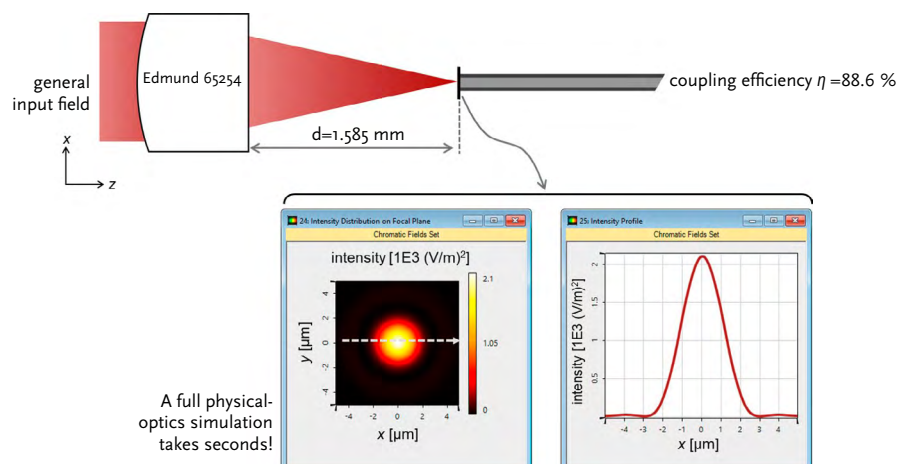 general
input field
Edmund 65254
coupling efficiency η =88.6 %
d=1.585 mm
x
z
24: Intensity Distribution on Focal Plane
Chromatic Fields Set
intensity [1E3 (V/m)²]
2.1
1.05
0
y [µm]
4
2
0
-2
-4
-4 -2 0 2 4
x [µm]
25: Intensity Profile
Chromatic Fields Set
intensity [1E3 (V/m)²]
2
1.5
1
0.5
-4 -3 -2 -1 0 1 2 3 4
x [µm]
A full physical-
optics simulation
takes seconds!